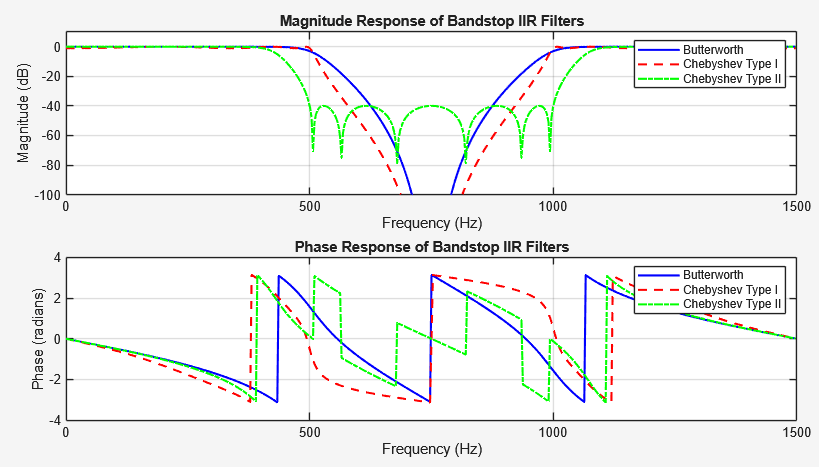 Magnitude Response of Bandstop IIR Filters
Magnitude (dB)
0
-20
-40
-60
-80
-100
Butterworth
Chebyshev Type I
Chebyshev Type II
0
500
1000
1500
Frequency (Hz)
Phase Response of Bandstop IIR Filters
Phase (radians)
4
2
0
-2
-4
Butterworth
Chebyshev Type I
Chebyshev Type II
0
500
1000
1500
Frequency (Hz)